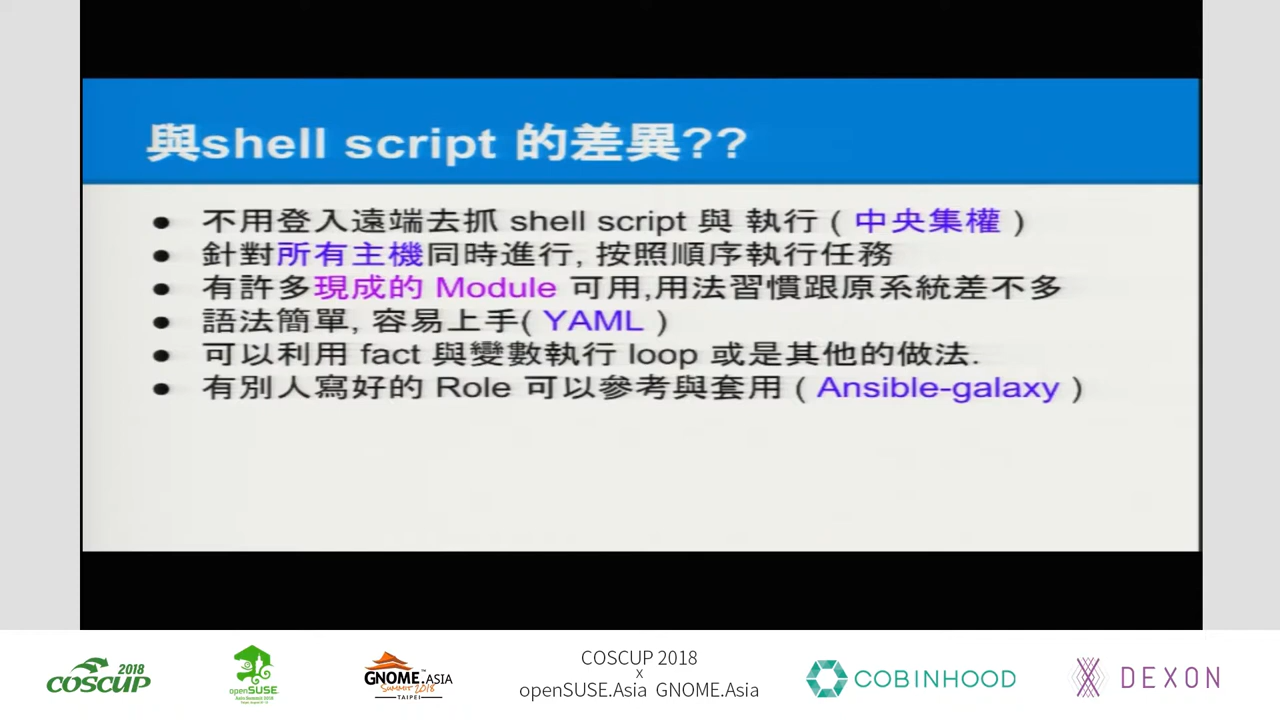 與shell script 的差異??
● 不用登入遠端去抓 shell script 與 執行 ( 中央集權 )
● 針對所有主機同時進行, 按照順序執行任務
● 有許多現成的 Module 可用,用法習慣跟原系統差不多
● 語法簡單, 容易上手( YAML )
● 可以利用 fact 與變數執行 loop 或是其他的做法.
● 有別人寫好的 Role 可以參考與套用 ( Ansible-galaxy )
2018
COSCUP
openSUSE
GNOME.ASIA
SUMMIT 2018
TAIPEI
COSCUP 2018
x
openSUSE.Asia GNOME.Asia
COBINHOOD
DEXON